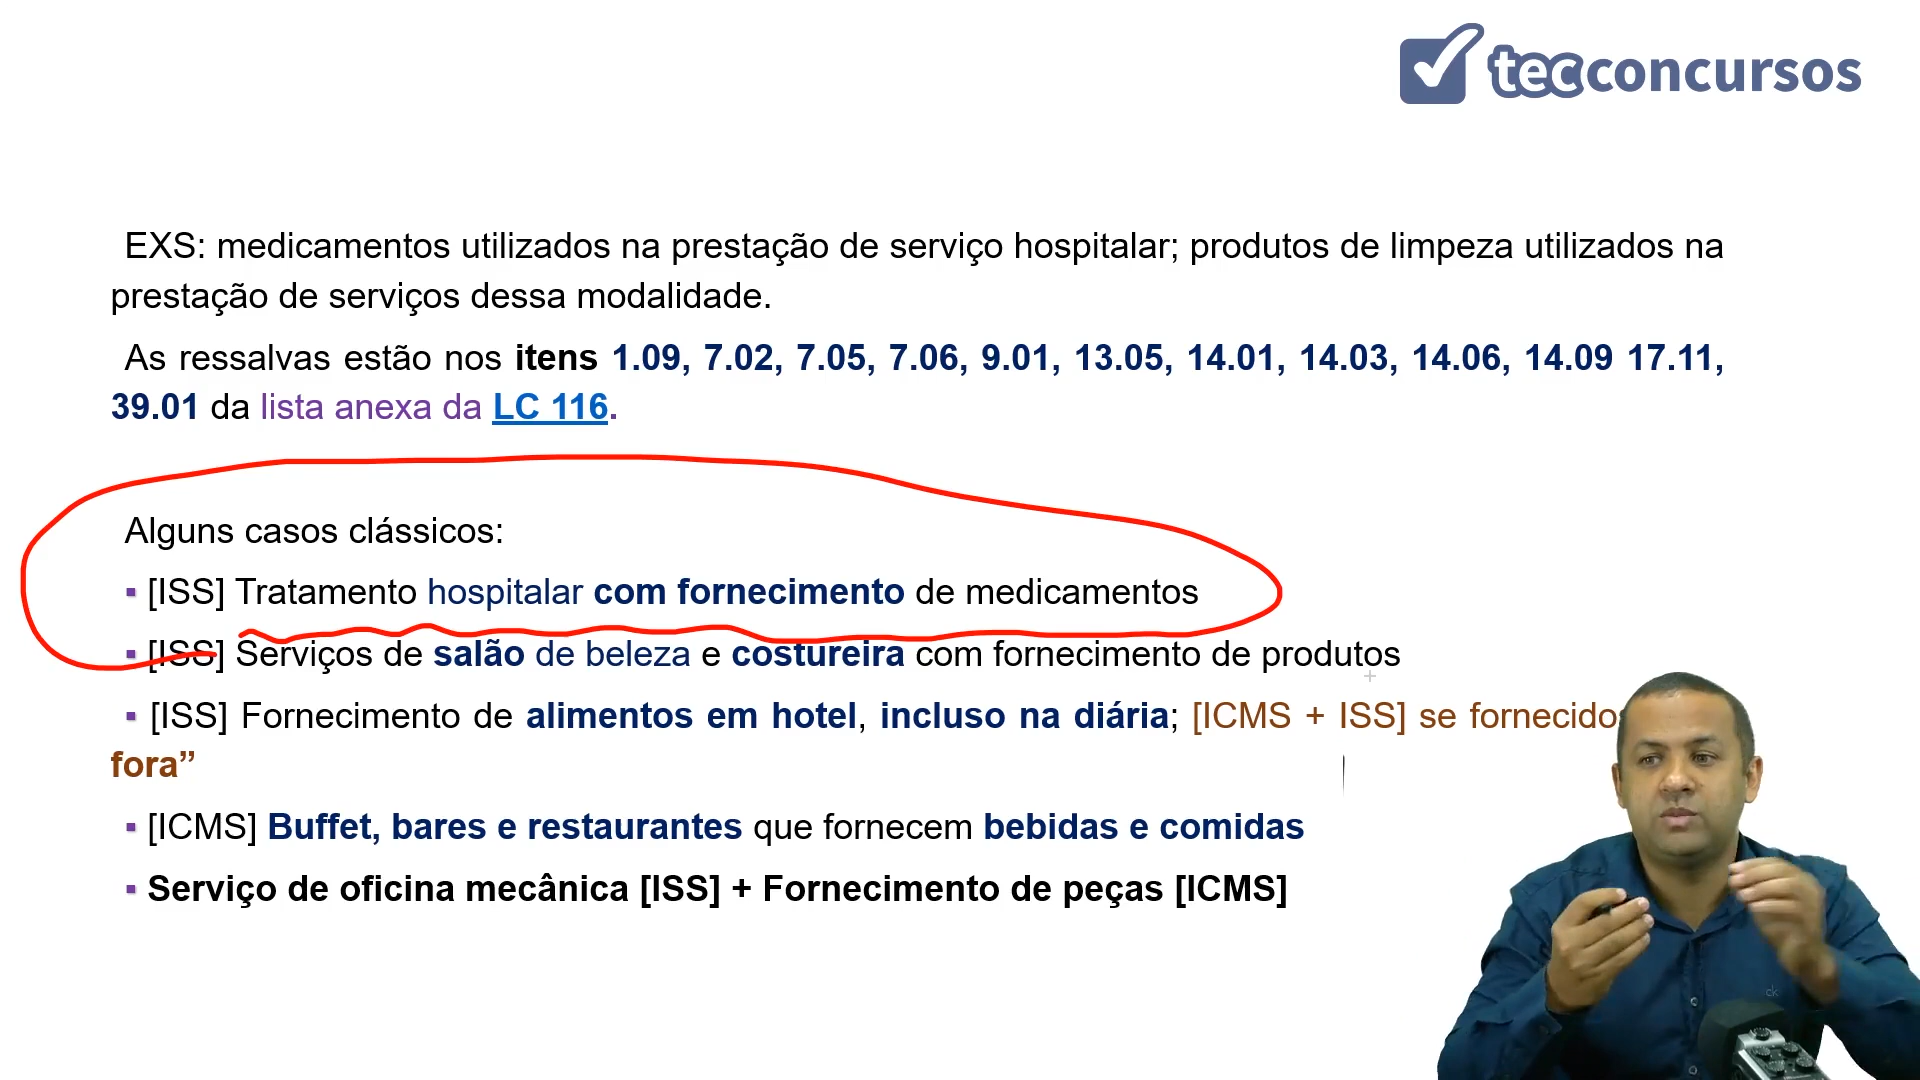 tecconcursos
EXS: medicamentos utilizados na prestação de serviço hospitalar; produtos de limpeza utilizados na
prestação de serviços dessa modalidade.
As ressalvas estão nos itens 1.09, 7.02, 7.05, 7.06, 9.01, 13.05, 14.01, 14.03, 14.06, 14.09 17.11,
39.01 da lista anexa da LC 116.
Alguns casos clássicos:
▪ [ISS] Tratamento hospitalar com fornecimento de medicamentos
▪ [ISS] Serviços de salão de beleza e costureira com fornecimento de produtos
▪ [ISS] Fornecimento de alimentos em hotel, incluso na diária; [ICMS + ISS] se fornecido
fora”
▪ [ICMS] Buffet, bares e restaurantes que fornecem bebidas e comidas
▪ Serviço de oficina mecânica [ISS] + Fornecimento de peças [ICMS]